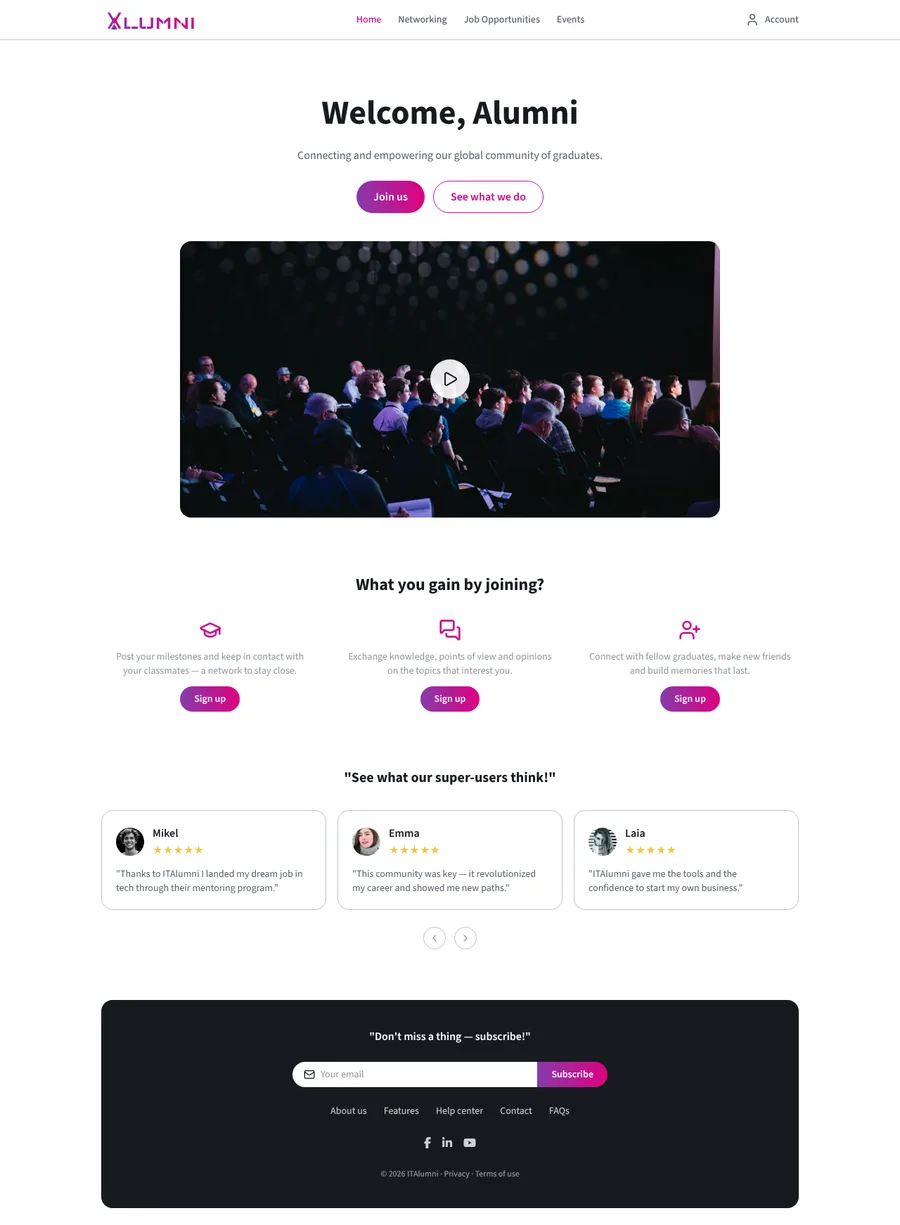 XLUMNI
Home Networking Job Opportunities Events
Account
Welcome, Alumni
Connecting and empowering our global community of graduates.
Join us
See what we do
What you gain by joining?
Post your milestones and keep in contact with
your classmates — a network to stay close.
Sign up
Exchange knowledge, points of view and opinions
on the topics that interest you.
Sign up
Connect with fellow graduates, make new friends
and build memories that last.
Sign up
"See what our super-users think!"
Mikel
★★★★★
"Thanks to ITAlumni I landed my dream job in
tech through their mentoring program."
Emma
★★★★★
"This community was key — it revolutionized
my career and showed me new paths."
Laia
★★★★★
"ITAlumni gave me the tools and the
confidence to start my own business."
"Don't miss a thing — subscribe!"
Your email
Subscribe
About us Features Help center Contact FAQs
© 2026 ITAlumni · Privacy · Terms of use